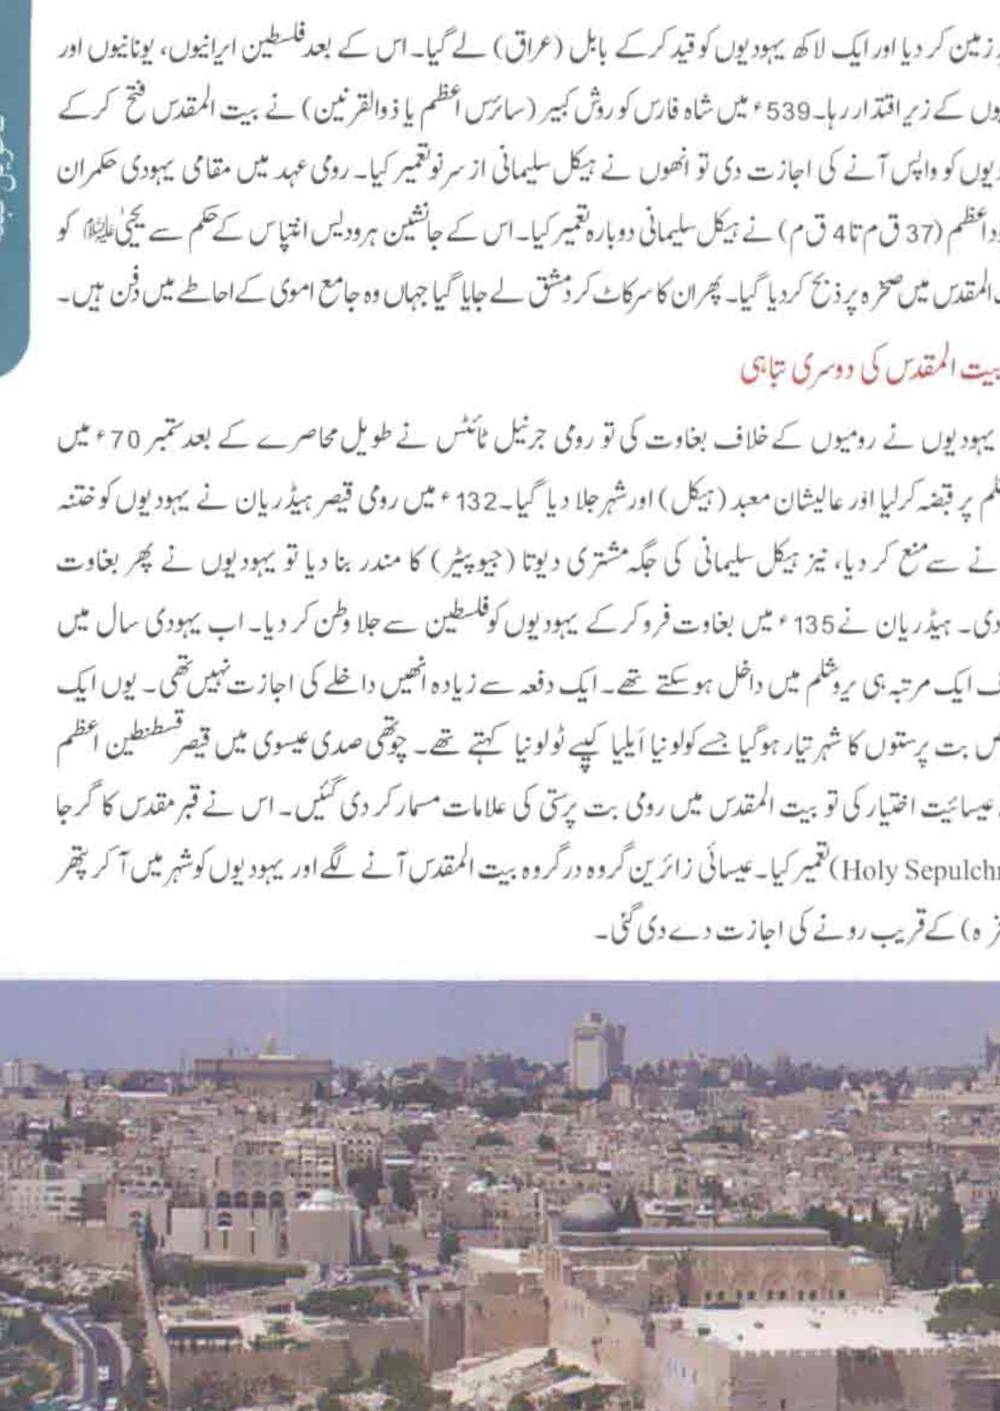 زمین کر دیا اور ایک لاکھ یہودیوں کو قید کر کے بابل (عراق) لے گیا۔ اس کے بعد فلسطین ایرانیوں، یونانیوں اور
کے زیر اقتدار رہا۔ 539ء میں شاہ فارس کوروش کبیر (سائرس اعظم یا ذوالقرنین) نے بیت المقدس فتح کر کے
کو واپس آنے کی اجازت دی تو انھوں نے ہیکل سلیمانی از سر نو تعمیر کیا۔ رومی عہد میں مقامی یہودی حکمران
اعظم (37 ق م تا 4 ق م) نے ہیکل سلیمانی دوبارہ تعمیر کیا۔ اس کے جانشین ہرودیس انتپاس کے حکم سے یحییٰ علیہ السلام کو
المقدس میں صخرہ پر ذبح کر دیا گیا۔ پھر ان کا سر کاٹ کر دمشق لے جایا گیا جہاں وہ جامع اموی کے احاطے میں دفن ہیں۔
بیت المقدس کی دوسری تباہی
یہودیوں نے رومیوں کے خلاف بغاوت کی تو رومی جرنیل ٹائٹس نے طویل محاصرے کے بعد ستمبر 70ء میں
پر قبضہ کر لیا اور عالیشان معبد (ہیکل) اور شہر جلا دیا گیا۔ 132ء میں رومی قیصر ہیڈریان نے یہودیوں کو ختنہ
نے سے منع کر دیا، نیز ہیکل سلیمانی کی جگہ مشتری دیوتا (جیوپیٹر) کا مندر بنا دیا تو یہودیوں نے پھر بغاوت
دی۔ ہیڈریان نے 135ء میں بغاوت فرو کر کے یہودیوں کو فلسطین سے جلا وطن کر دیا۔ اب یہودی سال میں
ایک مرتبہ ہی یروشلم میں داخل ہو سکتے تھے۔ ایک دفعہ سے زیادہ انھیں داخلے کی اجازت نہیں تھی۔ یوں ایک
بت پرستوں کا شہر تیار ہو گیا جسے کولونیا اَیلیا کیپے ٹولونیا کہتے تھے۔ چوتھی صدی عیسوی میں قیصر قسطنطین اعظم
عیسائیت اختیار کی تو بیت المقدس میں رومی بت پرستی کی علامات مسمار کر دی گئیں۔ اس نے قبر مقدس کا گرجا
Holy Sepulch) تعمیر کیا۔ عیسائی زائرین گروہ در گروہ بیت المقدس آنے لگے اور یہودیوں کو شہر میں آ کر پتھر
کے قریب رونے کی اجازت دے دی گئی۔